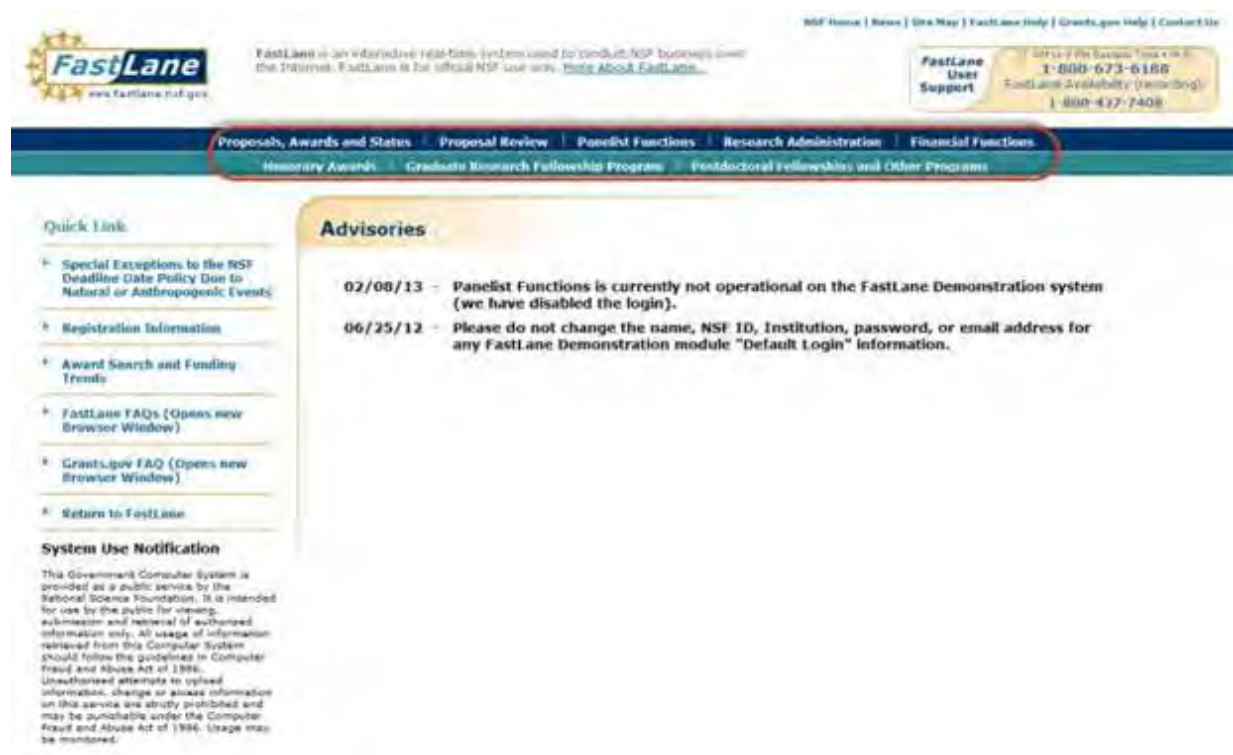 NSF Home | News | Site Map | FastLane Help | Grants.gov Help | Contact Us
FastLane
www.fastlane.nsf.gov
FastLane is an interactive real-time system used to conduct NSF business over
the Internet. FastLane is for official NSF use only. More About FastLane...
FastLane
User
Support
1-800-673-6188
FastLane Availability (recording):
1-800-437-7408
Proposals, Awards and Status | Proposal Review | Panelist Functions | Research Administration | Financial Functions
Honorary Awards | Graduate Research Fellowship Program | Postdoctoral Fellowships and Other Programs
Quick Link
Special Exceptions to the NSF
Deadline Date Policy Due to
Natural or Anthropogenic Events
Registration Information
Award Search and Funding
Trends
FastLane FAQs (Opens new
Browser Window)
Grants.gov FAQ (Opens new
Browser Window)
Return to FastLane
System Use Notification
This Government Computer System is
provided as a public service by the
National Science Foundation. It is intended
for use by the public for viewing,
submission and retrieval of authorized
information only. All usage of information
retrieved from this Computer System
should follow the guidelines in Computer
Fraud and Abuse Act of 1986.
Unauthorized attempts to upload
information, change or access information
on this service are strictly prohibited and
may be punishable under the Computer
Fraud and Abuse Act of 1986. Usage may
be monitored.
Advisories
02/08/13 - Panelist Functions is currently not operational on the FastLane Demonstration system
(we have disabled the login).
06/25/12 - Please do not change the name, NSF ID, Institution, password, or email address for
any FastLane Demonstration module "Default Login" information.